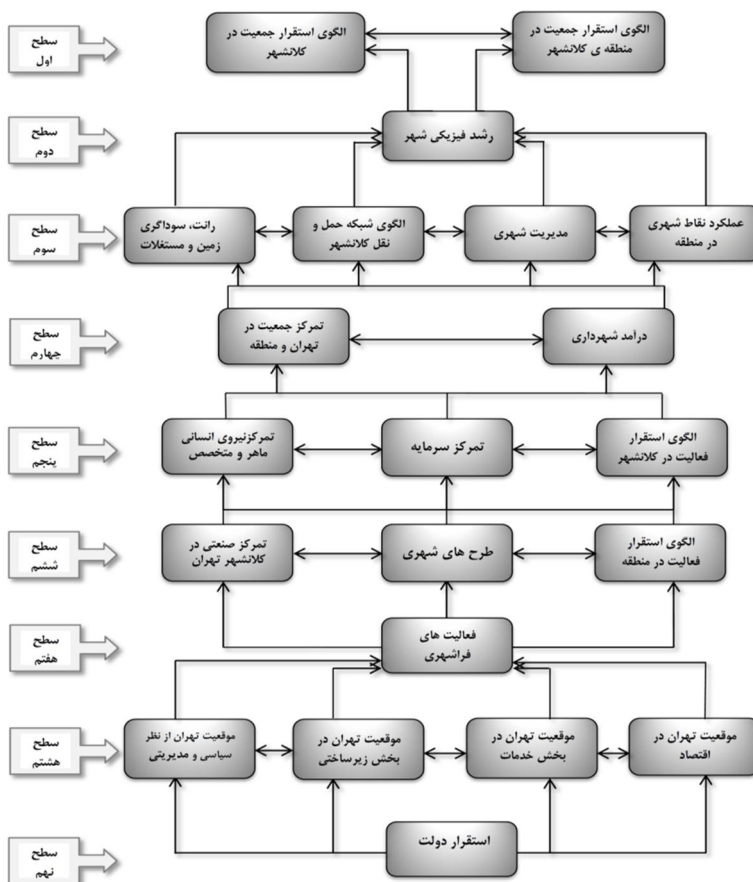 سطح
اول
الگوی استقرار جمعیت در
منطقه ی کلانشهر
الگوی استقرار جمعیت در
کلانشهر
سطح
دوم
رشد فیزیکی شهر
سطح
سوم
عملکرد نقاط شهری
در منطقه
مدیریت شهری
الگوی شبکه حمل و
نقل کلانشهر
رانت، سوداگری
زمین و مستغلات
سطح
چهارم
درآمد شهرداری
تمرکز جمعیت در
تهران و منطقه
سطح
پنجم
الگوی استقرار
فعالیت در کلانشهر
تمرکز سرمایه
تمرکزنیروی انسانی
ماهر و متخصص
سطح
ششم
الگوی استقرار
فعالیت در منطقه
طرح های شهری
تمرکز صنعتی در
کلانشهر تهران
سطح
هفتم
فعالیت های
فراشهری
سطح
هشتم
موقعیت تهران در
اقتصاد
موقعیت تهران در
بخش خدمات
موقعیت تهران در
بخش زیرساختی
موقعیت تهران از نظر
سیاسی و مدیریتی
سطح
نهم
استقرار دولت